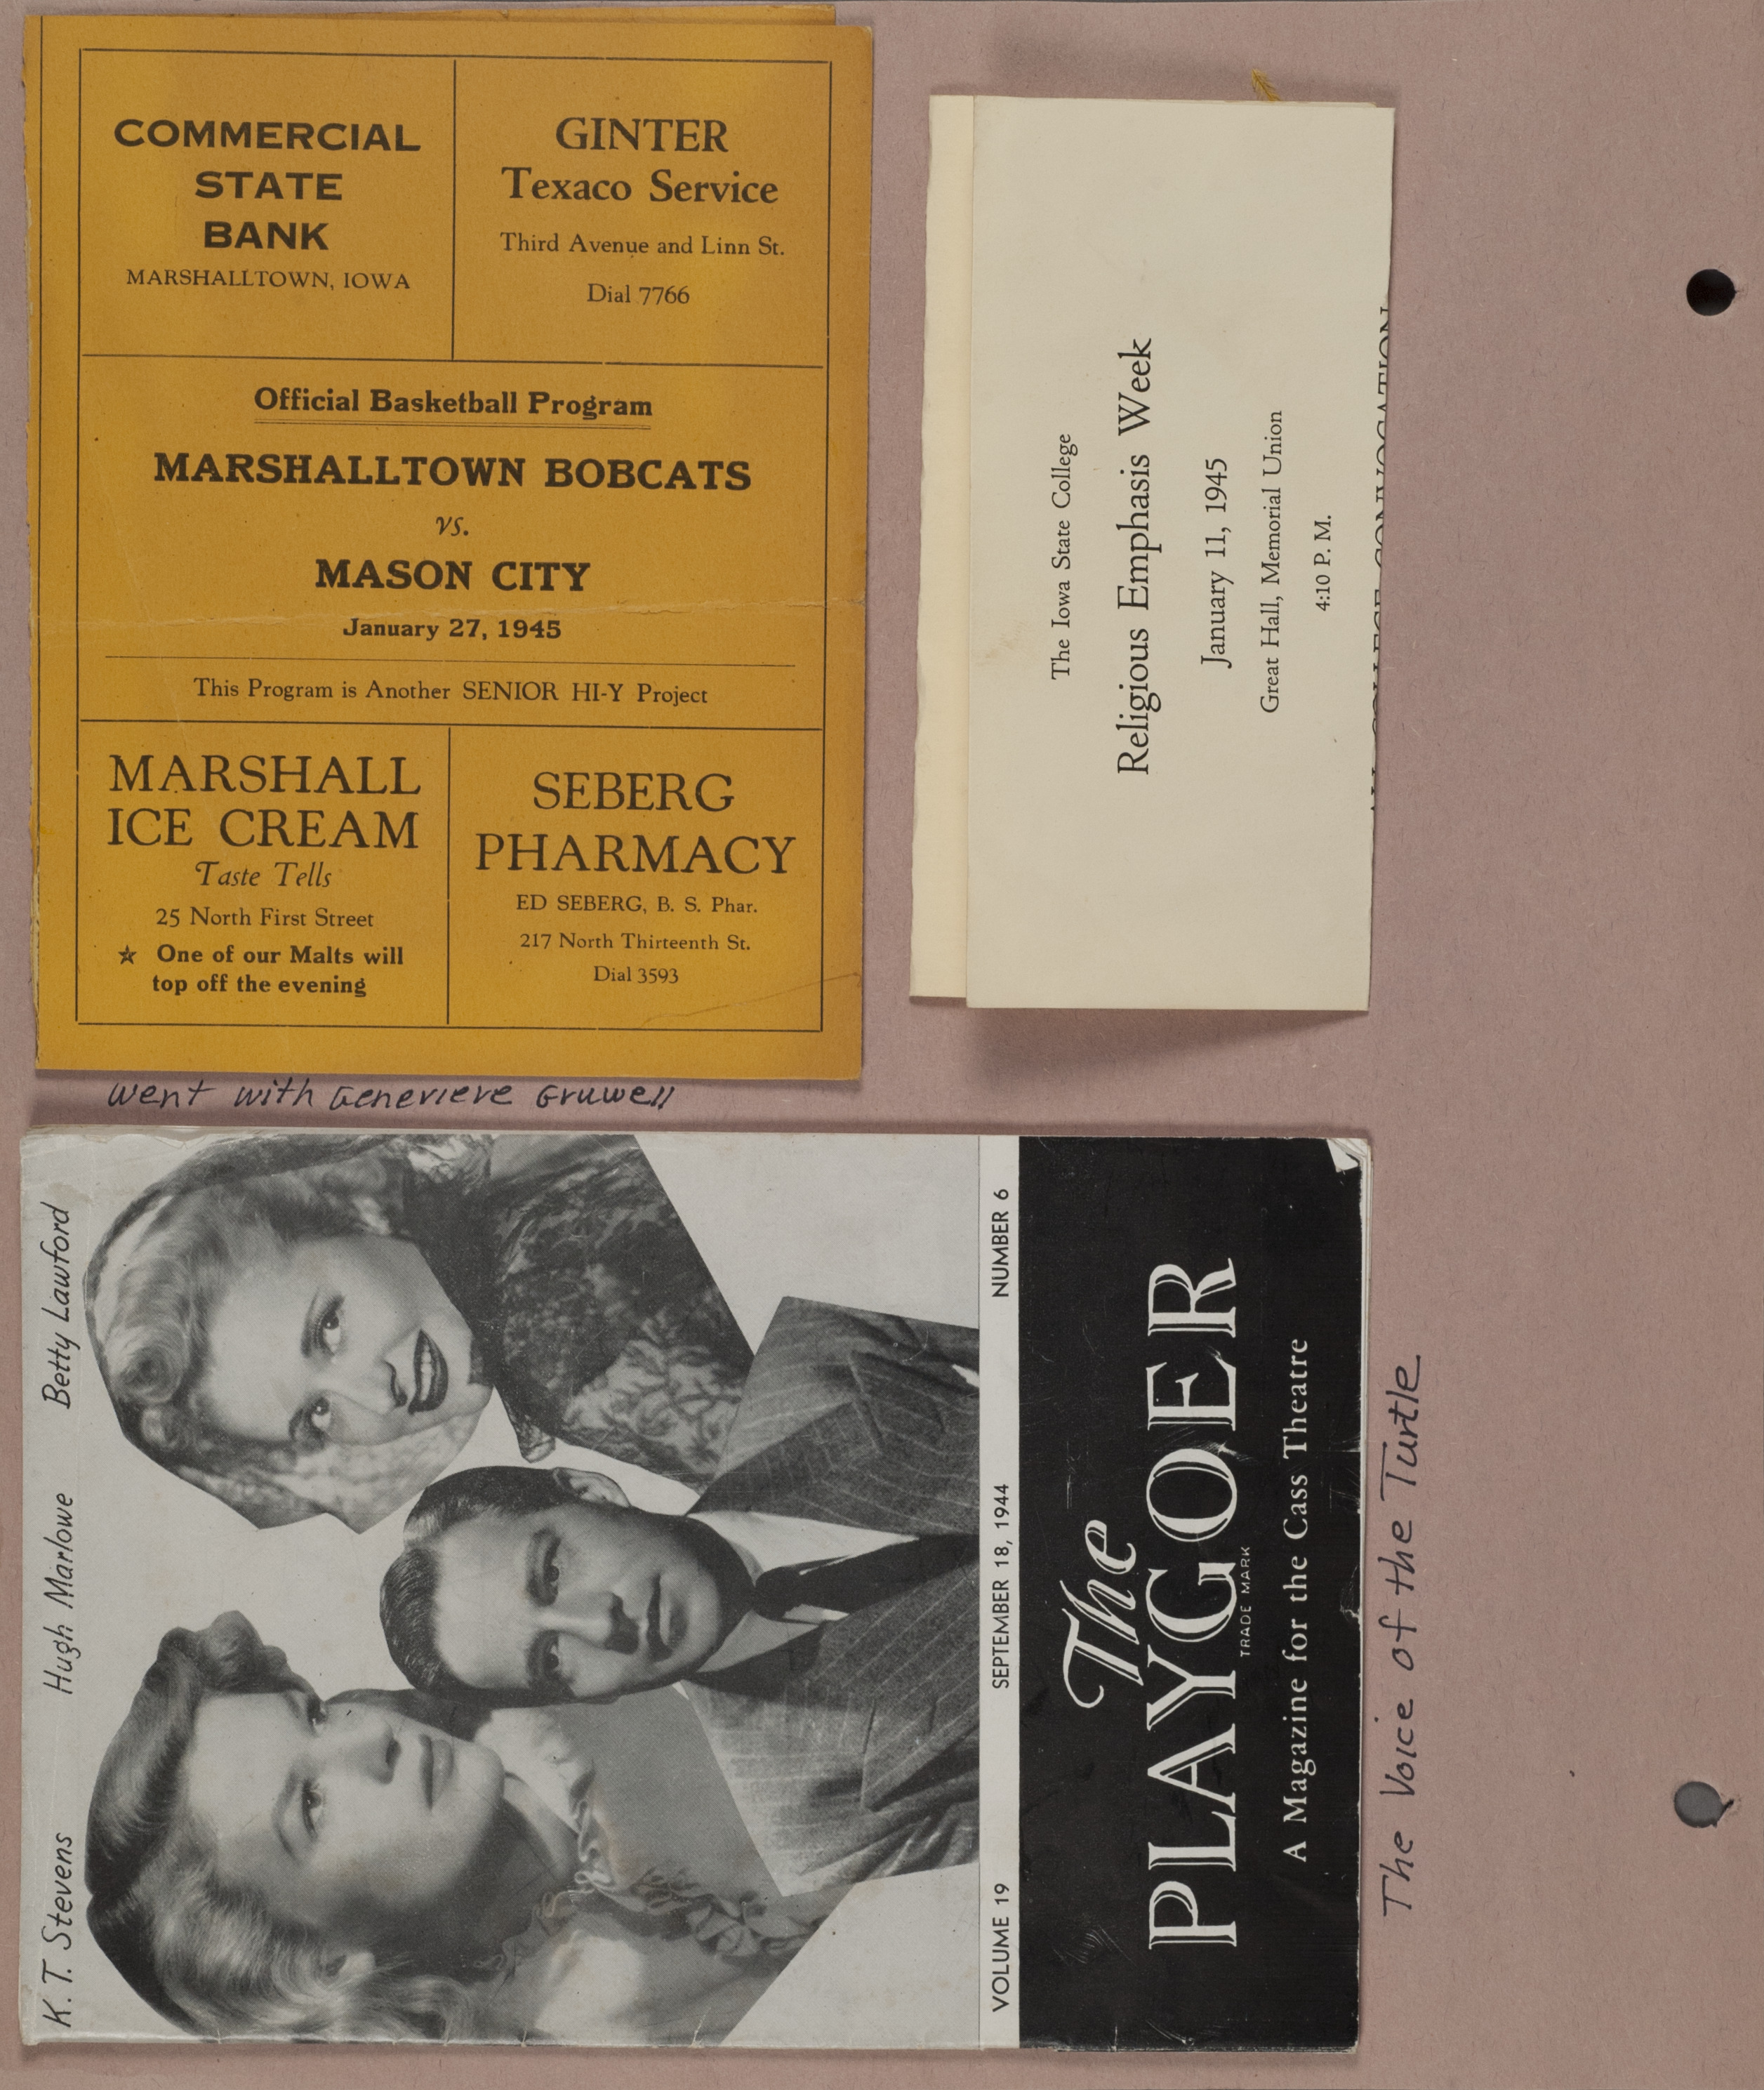 COMMERCIAL
STATE
BANK
MARSHALLTOWN, IOWA
GINTER
Texaco Service
Third Avenue and Linn St.
Dial 7766
Official Basketball Program
MARSHALLTOWN BOBCATS
vs.
MASON CITY
January 27, 1945
This Program is Another SENIOR HI-Y Project
MARSHALL
ICE CREAM
Taste Tells
25 North First Street
☆ One of our Malts will
top off the evening
SEBERG
PHARMACY
ED SEBERG, B. S. Phar.
217 North Thirteenth St.
Dial 3593
went with Genevieve Gruwell
The Iowa State College
Religious Emphasis Week
January 11, 1945
Great Hall, Memorial Union
4:10 P. M.
COLLEGE CONVOCATION
K. T. Stevens Hugh Marlowe Betty Lawford
VOLUME 19 SEPTEMBER 18, 1944 NUMBER 6
The
PLAYGOER
TRADE MARK
A Magazine for the Cass Theatre
The Voice of the Turtle